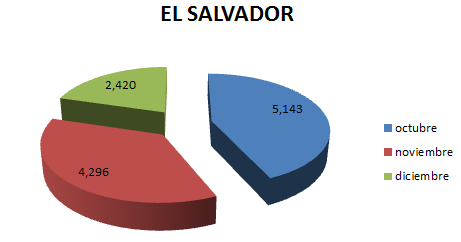 EL SALVADOR
2,420
5,143
4,296
octubre
noviembre
diciembre